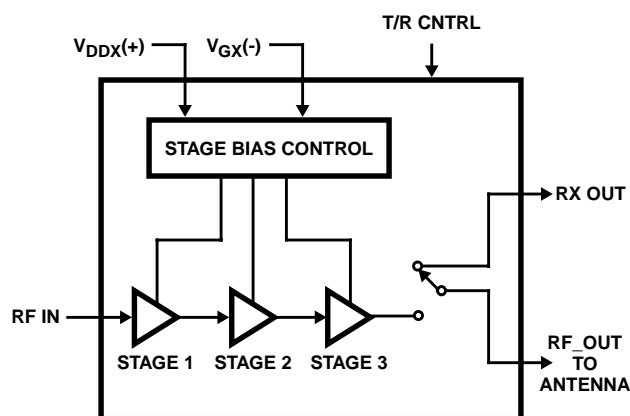 T/R CNTRL
VDDX(+)
VGX(-)
STAGE BIAS CONTROL
RX OUT
RF IN
STAGE 1
STAGE 2
STAGE 3
RF_OUT
TO
ANTENNA